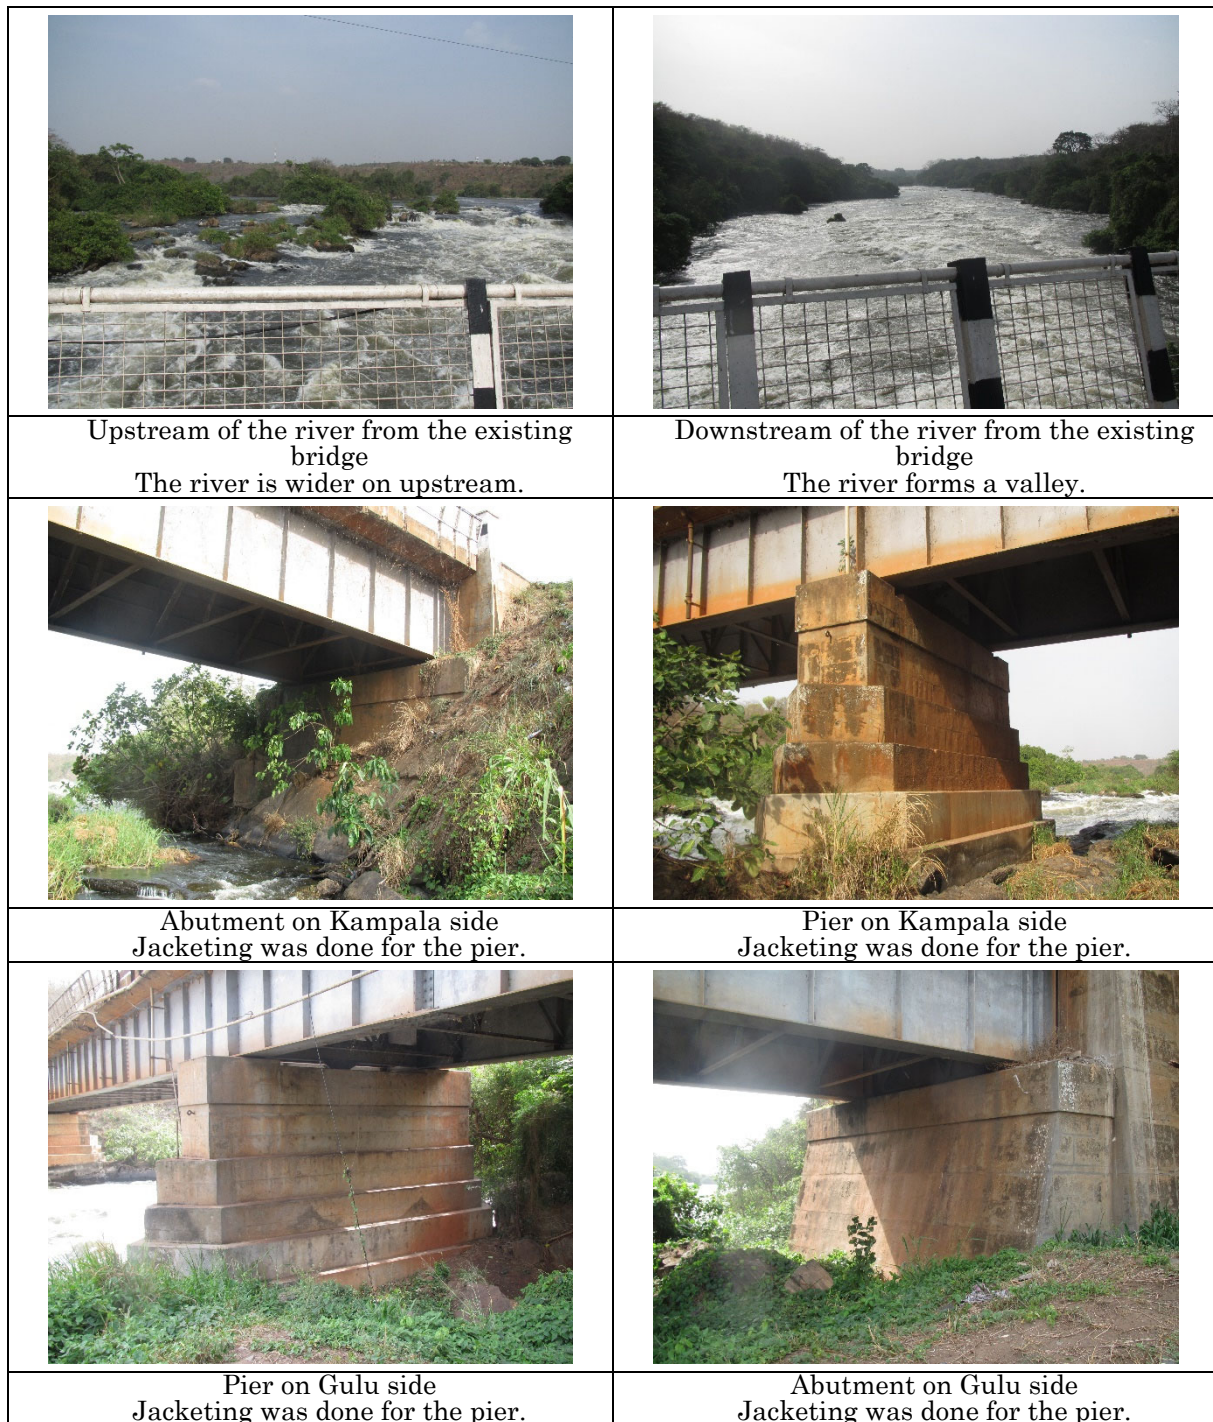 Upstream of the river from the existing
bridge
The river is wider on upstream.
Downstream of the river from the existing
bridge
The river forms a valley.
Abutment on Kampala side
Jacketing was done for the pier.
Pier on Kampala side
Jacketing was done for the pier.
Pier on Gulu side
Jacketing was done for the pier.
Abutment on Gulu side
Jacketing was done for the pier.